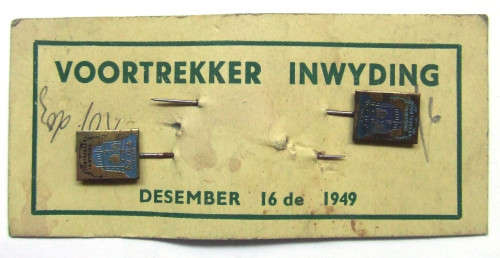 VOORTREKKER INWYDING
DESEMBER 16 de 1949